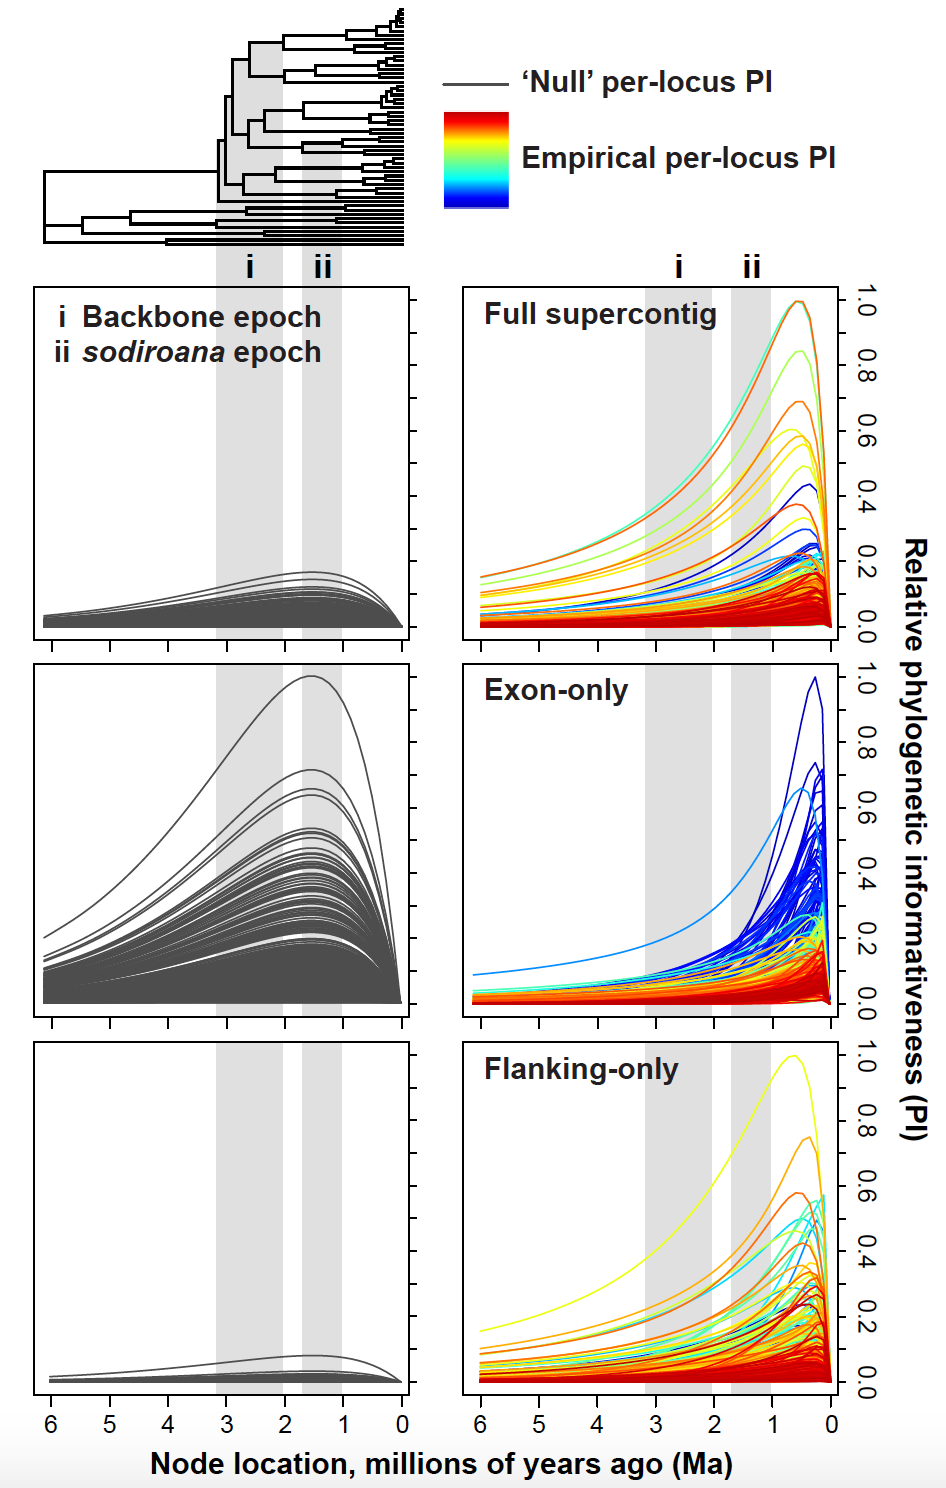 ‘Null’ per-locus PI
Empirical per-locus PI
i ii
i ii
i Backbone epoch
ii sodiroana epoch
Full supercontig
1.0
0.8
0.6
0.4
0.2
0.0
Exon-only
1.0
0.8
0.6
0.4
0.2
0.0
Flanking-only
1.0
0.8
0.6
0.4
0.2
0.0
Relative phylogenetic informativeness (PI)
6 5 4 3 2 1 0
6 5 4 3 2 1 0
Node location, millions of years ago (Ma)